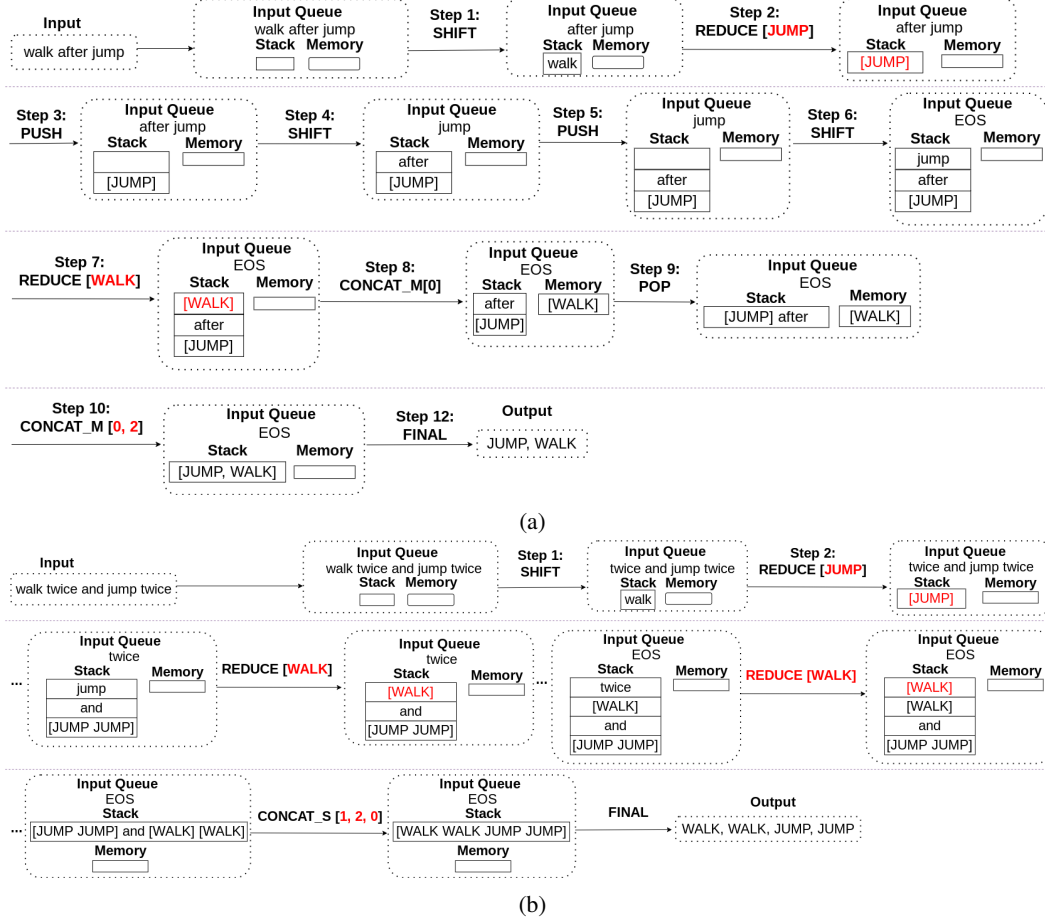 Input
walk after jump
Input Queue
walk after jump
Stack Memory
Step 1:
SHIFT
Input Queue
after jump
Stack Memory
walk
Step 2:
REDUCE [JUMP]
Input Queue
after jump
Stack Memory
[JUMP]
Step 3:
PUSH
Input Queue
after jump
Stack Memory
[JUMP]
Step 4:
SHIFT
Input Queue
jump
Stack Memory
after
[JUMP]
Step 5:
PUSH
Input Queue
jump
Stack Memory
after
[JUMP]
Step 6:
SHIFT
Input Queue
EOS
Stack Memory
jump
after
[JUMP]
Step 7:
REDUCE [WALK]
Input Queue
EOS
Stack Memory
[WALK]
after
[JUMP]
Step 8:
CONCAT_M[0]
Input Queue
EOS
Stack Memory
after [WALK]
[JUMP]
Step 9:
POP
Input Queue
EOS
Stack Memory
[JUMP] after [WALK]
Step 10:
CONCAT_M [0, 2]
Input Queue
EOS
Stack Memory
[JUMP, WALK]
Step 12:
FINAL
Output
JUMP, WALK
(a)
Input
walk twice and jump twice
Input Queue
walk twice and jump twice
Stack Memory
Step 1:
SHIFT
Input Queue
twice and jump twice
Stack Memory
walk
Step 2:
REDUCE [JUMP]
Input Queue
twice and jump twice
Stack Memory
[JUMP]
...
Input Queue
twice
Stack Memory
jump
and
[JUMP JUMP]
REDUCE [WALK]
Input Queue
twice
Stack Memory
[WALK]
and
[JUMP JUMP]
...
Input Queue
EOS
Stack Memory
twice
[WALK]
and
[JUMP JUMP]
REDUCE [WALK]
Input Queue
EOS
Stack Memory
[WALK]
[WALK]
and
[JUMP JUMP]
...
Input Queue
EOS
Stack
[JUMP JUMP] and [WALK] [WALK]
Memory
CONCAT_S [1, 2, 0]
Input Queue
EOS
Stack
[WALK WALK JUMP JUMP]
Memory
FINAL
Output
WALK, WALK, JUMP, JUMP
(b)